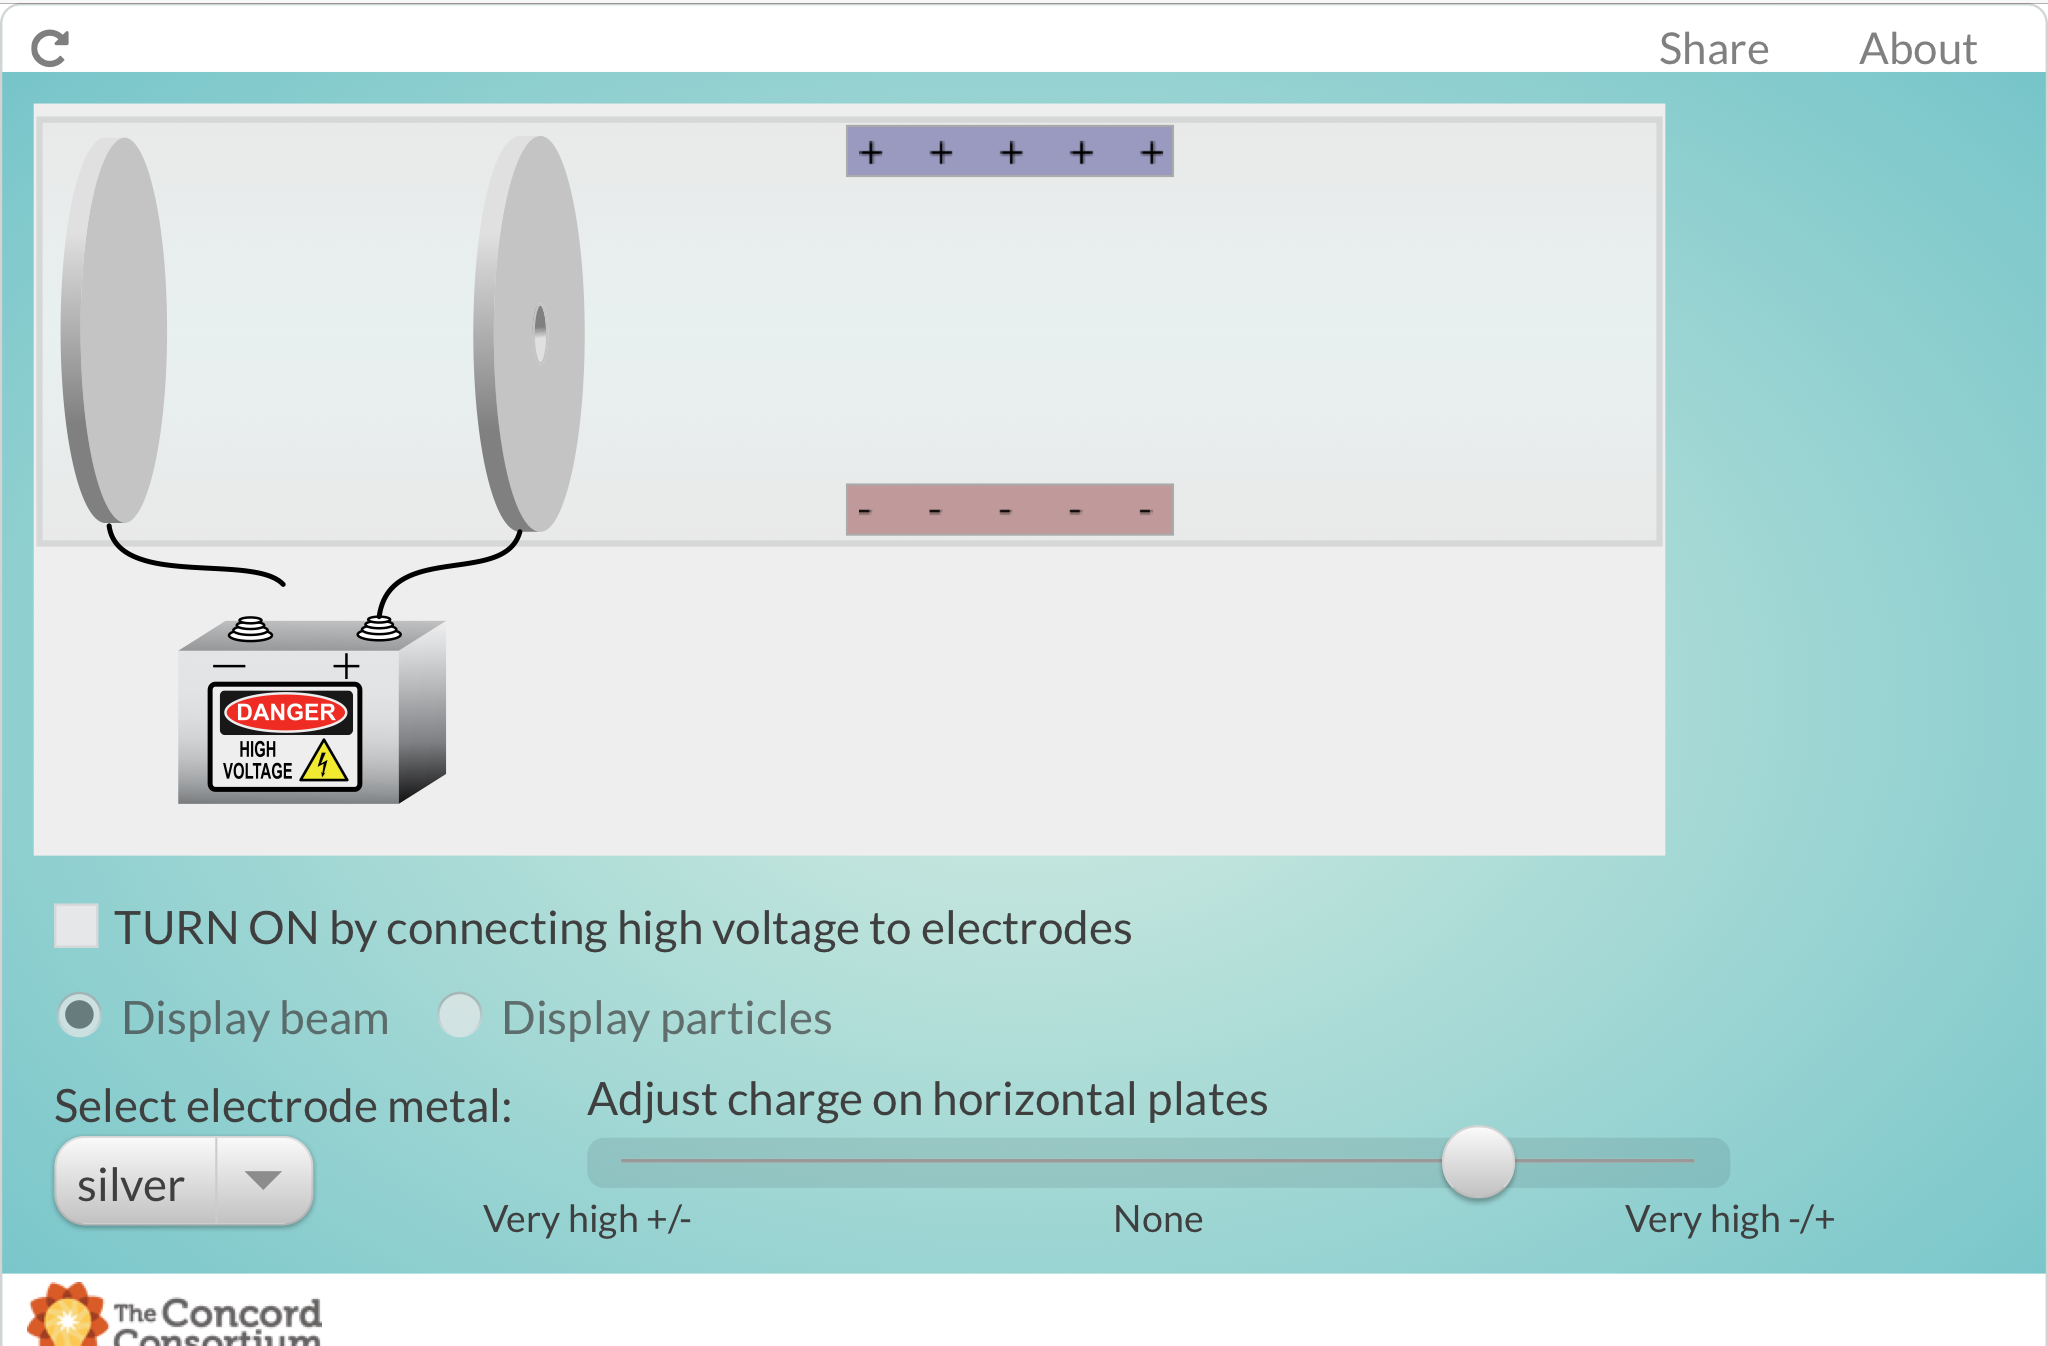 Share About
+ + + + +
- - - - -
— +
DANGER
HIGH
VOLTAGE
TURN ON by connecting high voltage to electrodes
Display beam Display particles
Select electrode metal: Adjust charge on horizontal plates
silver
Very high +/- None Very high -/+
The Concord
Consortium